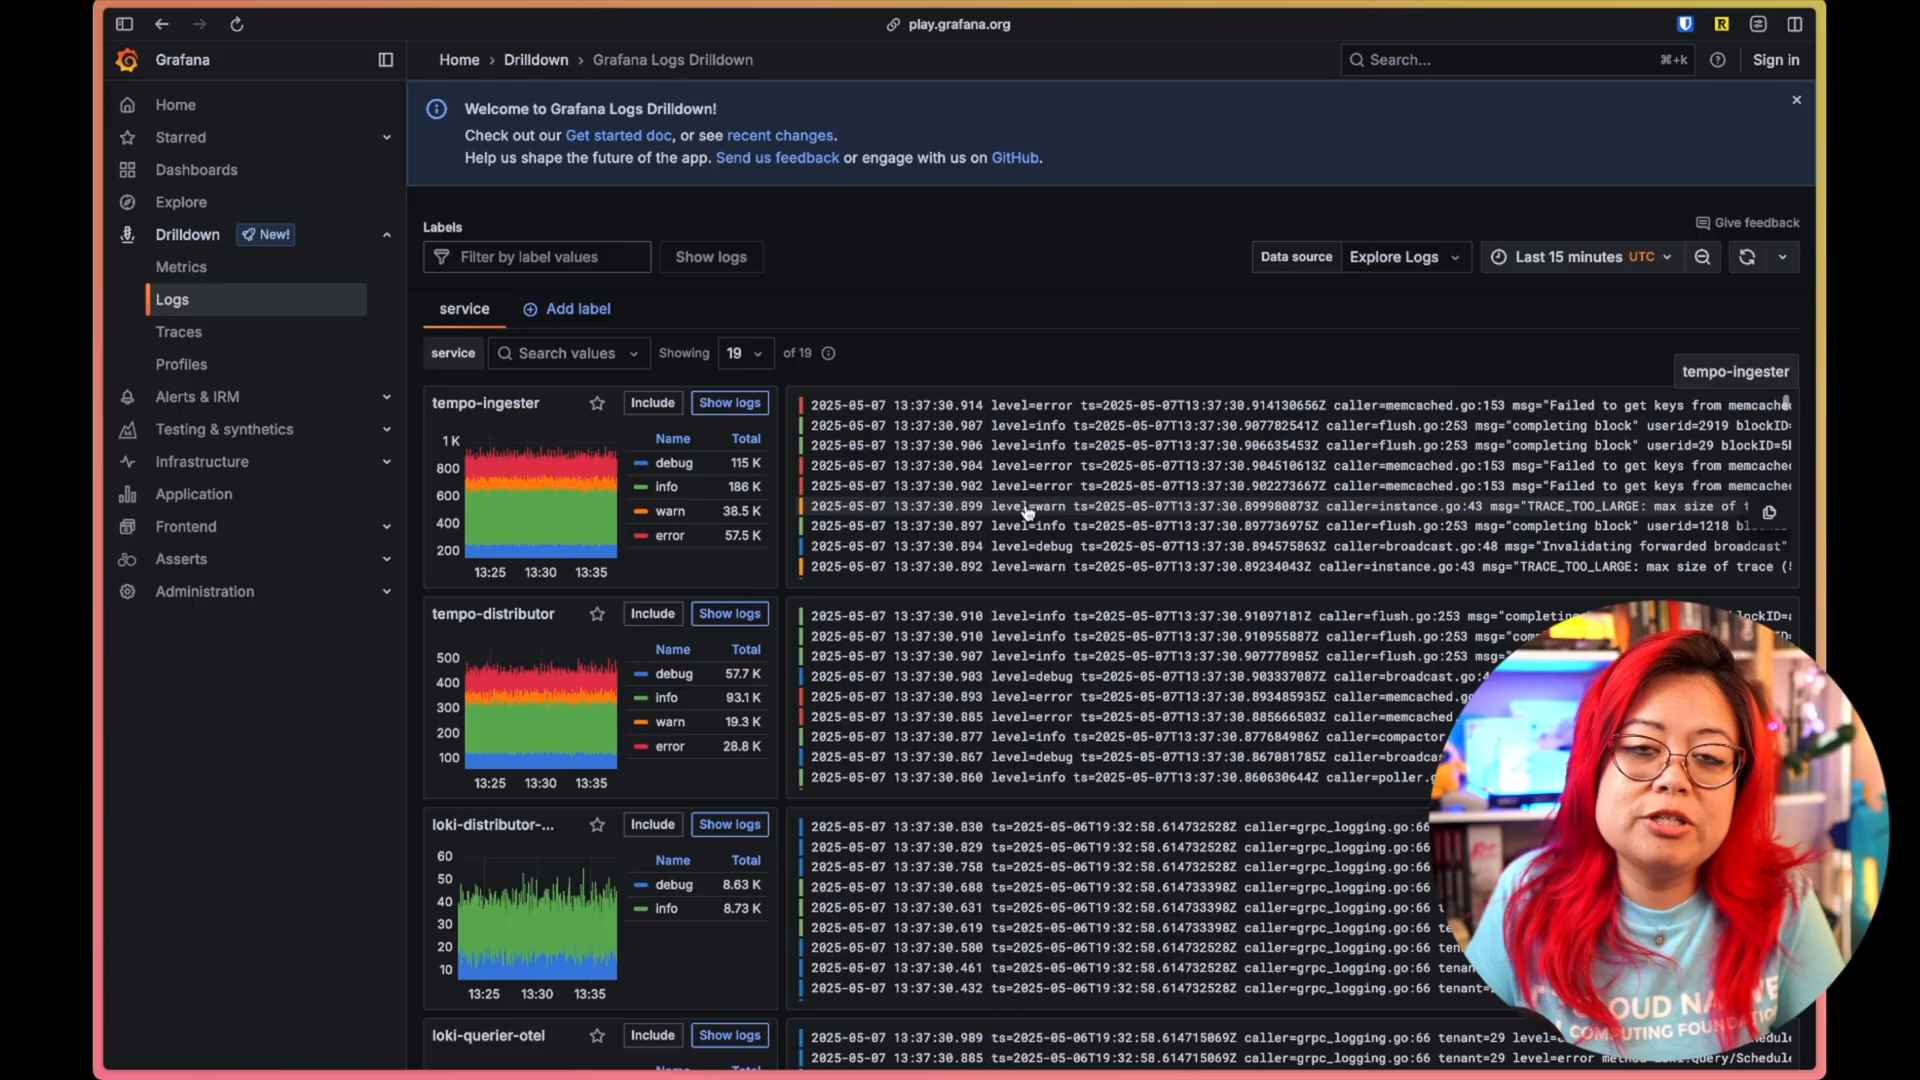 play.grafana.org
Grafana
Home › Drilldown › Grafana Logs Drilldown
Search... ⌘+k
Sign in
Home
Starred
Dashboards
Explore
Drilldown New!
Metrics
Logs
Traces
Profiles
Alerts & IRM
Testing & synthetics
Infrastructure
Application
Frontend
Asserts
Administration
Welcome to Grafana Logs Drilldown!
Check out our Get started doc, or see recent changes.
Help us shape the future of the app. Send us feedback or engage with us on GitHub.
Give feedback
Labels
Filter by label values
Show logs
Data source Explore Logs
Last 15 minutes UTC
service
Add label
service Search values Showing 19 of 19
tempo-ingester
tempo-ingester Include Show logs
Name Total
debug 115 K
info 186 K
warn 38.5 K
error 57.5 K
1 K
800
600
400
200
13:25 13:30 13:35
2025-05-07 13:37:30.914 level=error ts=2025-05-07T13:37:30.914130656Z caller=memcached.go:153 msg="Failed to get keys from memcached
2025-05-07 13:37:30.907 level=info ts=2025-05-07T13:37:30.907782541Z caller=flush.go:253 msg="completing block" userid=2919 blockID=
2025-05-07 13:37:30.906 level=info ts=2025-05-07T13:37:30.906635453Z caller=flush.go:253 msg="completing block" userid=29 blockID=
2025-05-07 13:37:30.904 level=error ts=2025-05-07T13:37:30.904510613Z caller=memcached.go:153 msg="Failed to get keys from memcached
2025-05-07 13:37:30.902 level=error ts=2025-05-07T13:37:30.902273667Z caller=memcached.go:153 msg="Failed to get keys from memcached
2025-05-07 13:37:30.899 level=warn ts=2025-05-07T13:37:30.899980873Z caller=instance.go:43 msg="TRACE_TOO_LARGE: max size of t
2025-05-07 13:37:30.897 level=info ts=2025-05-07T13:37:30.897736975Z caller=flush.go:253 msg="completing block" userid=1218
2025-05-07 13:37:30.894 level=debug ts=2025-05-07T13:37:30.894575863Z caller=broadcast.go:48 msg="Invalidating forwarded broadcast"
2025-05-07 13:37:30.892 level=warn ts=2025-05-07T13:37:30.89234043Z caller=instance.go:43 msg="TRACE_TOO_LARGE: max size of trace (
tempo-distributor Include Show logs
Name Total
debug 57.7 K
info 93.1 K
warn 19.3 K
error 28.8 K
500
400
300
200
100
13:25 13:30 13:35
2025-05-07 13:37:30.910 level=info ts=2025-05-07T13:37:30.91097181Z caller=flush.go:253 msg="completing
2025-05-07 13:37:30.910 level=info ts=2025-05-07T13:37:30.910955887Z caller=flush.go:253 msg="com
2025-05-07 13:37:30.907 level=info ts=2025-05-07T13:37:30.907778985Z caller=flush.go:253 msg="
2025-05-07 13:37:30.903 level=debug ts=2025-05-07T13:37:30.903337087Z caller=broadcast.go:
2025-05-07 13:37:30.893 level=error ts=2025-05-07T13:37:30.893485935Z caller=memcached.
2025-05-07 13:37:30.885 level=error ts=2025-05-07T13:37:30.885666503Z caller=memcached.
2025-05-07 13:37:30.877 level=info ts=2025-05-07T13:37:30.877684986Z caller=compactor
2025-05-07 13:37:30.867 level=debug ts=2025-05-07T13:37:30.867081785Z caller=broadcas
2025-05-07 13:37:30.860 level=info ts=2025-05-07T13:37:30.860630644Z caller=poller.g
loki-distributor-... Include Show logs
Name Total
debug 8.63 K
info 8.73 K
60
50
40
30
20
10
13:25 13:30 13:35
2025-05-07 13:37:30.830 ts=2025-05-06T19:32:58.614732528Z caller=grpc_logging.go:66
2025-05-07 13:37:30.829 ts=2025-05-06T19:32:58.614732528Z caller=grpc_logging.go:66
2025-05-07 13:37:30.758 ts=2025-05-06T19:32:58.614732528Z caller=grpc_logging.go:66
2025-05-07 13:37:30.688 ts=2025-05-06T19:32:58.614733398Z caller=grpc_logging.go:66
2025-05-07 13:37:30.631 ts=2025-05-06T19:32:58.614733398Z caller=grpc_logging.go:66 t
2025-05-07 13:37:30.619 ts=2025-05-06T19:32:58.614733398Z caller=grpc_logging.go:66 te
2025-05-07 13:37:30.580 ts=2025-05-06T19:32:58.614732528Z caller=grpc_logging.go:66 ten
2025-05-07 13:37:30.461 ts=2025-05-06T19:32:58.614732528Z caller=grpc_logging.go:66 tena
2025-05-07 13:37:30.432 ts=2025-05-06T19:32:58.614732528Z caller=grpc_logging.go:66 tenant=
loki-querier-otel Include Show logs
Name Total
2025-05-07 13:37:30.989 ts=2025-05-06T19:32:58.614715069Z caller=grpc_logging.go:66 tenant=29 level=
2025-05-07 13:37:30.885 ts=2025-05-06T19:32:58.614715069Z caller=grpc_logging.go:66 tenant=29 level=error
CLOUD NATIVE
COMPUTING FOUNDATION